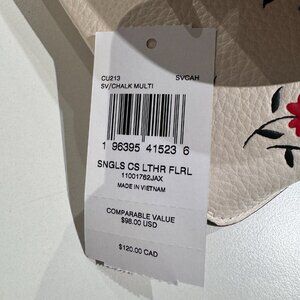 CU213 SVCAH
SV/CHALK MULTI
1 96395 41523 6
SNGLS CS LTHR FLRL
11001762JAX
MADE IN VIETNAM
COMPARABLE VALUE
$98.00 USD
$120.00 CAD